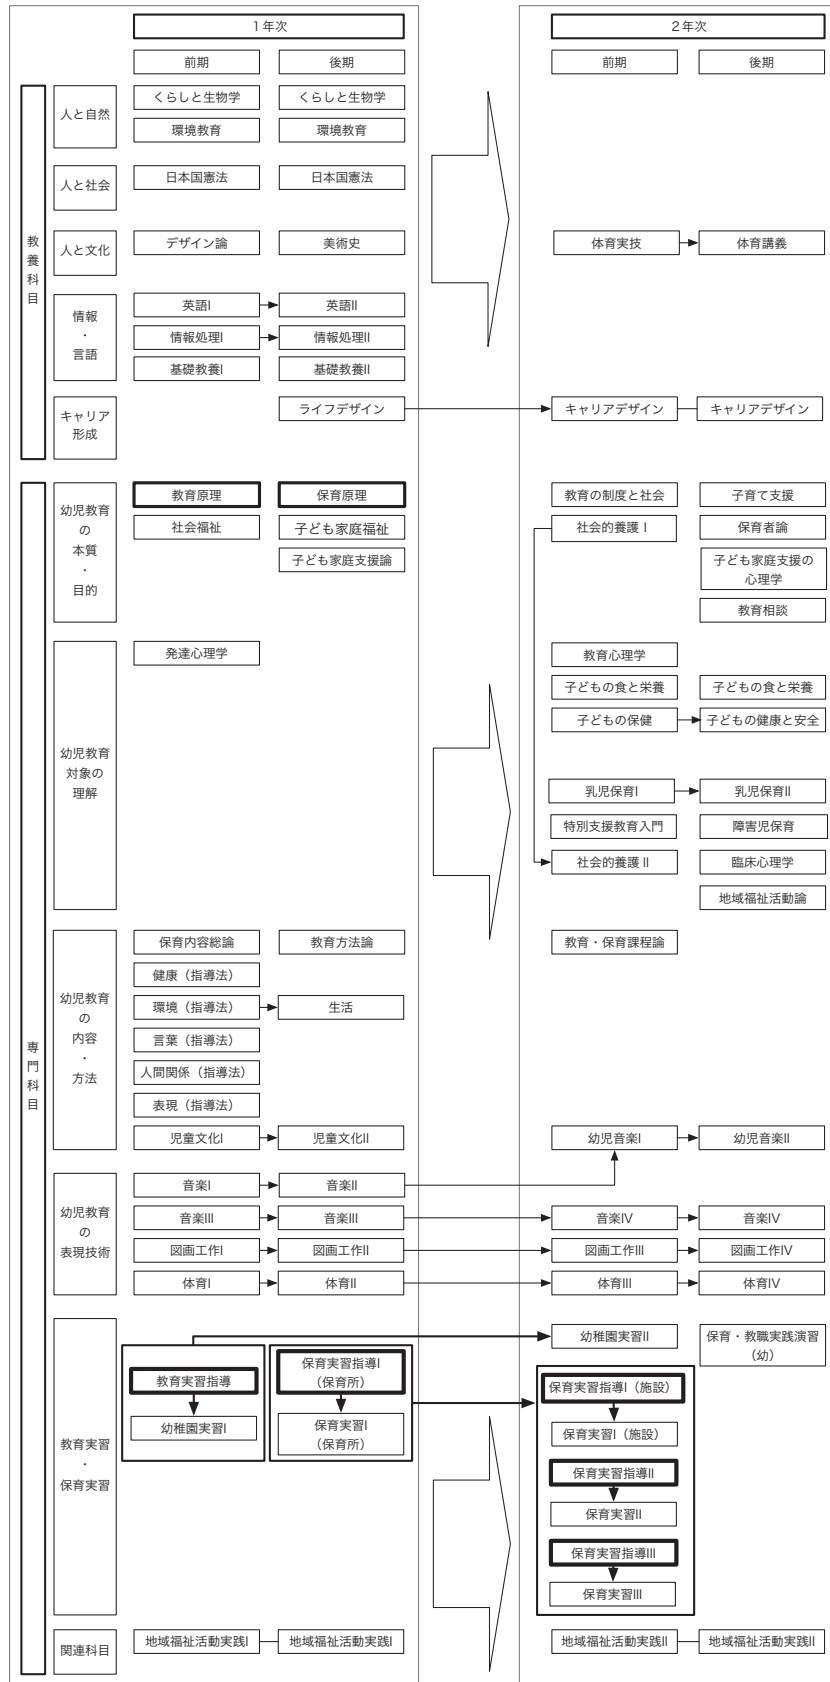 1年次
2年次
前期
後期
前期
後期
教養科目
人と自然
くらしと生物学
くらしと生物学
環境教育
環境教育
人と社会
日本国憲法
日本国憲法
人と文化
デザイン論
美術史
体育実技
体育講義
情報
・
言語
英語I
英語II
情報処理I
情報処理II
基礎教養I
基礎教養II
キャリア
形成
ライフデザイン
キャリアデザイン
キャリアデザイン
専門科目
幼児教育
の
本質
・
目的
教育原理
保育原理
教育の制度と社会
子育て支援
社会福祉
子ども家庭福祉
社会的養護 I
保育者論
子ども家庭支援論
子ども家庭支援の
心理学
教育相談
幼児教育
対象の
理解
発達心理学
教育心理学
子どもの食と栄養
子どもの食と栄養
子どもの保健
子どもの健康と安全
乳児保育I
乳児保育II
特別支援教育入門
障害児保育
社会的養護 II
臨床心理学
地域福祉活動論
幼児教育
の
内容
・
方法
保育内容総論
教育方法論
教育・保育課程論
健康（指導法）
環境（指導法）
生活
言葉（指導法）
人間関係（指導法）
表現（指導法）
児童文化I
児童文化II
幼児音楽I
幼児音楽II
幼児教育
の
表現技術
音楽I
音楽II
音楽III
音楽III
音楽IV
音楽IV
図画工作I
図画工作II
図画工作III
図画工作IV
体育I
体育II
体育III
体育IV
教育実習
・
保育実習
幼稚園実習II
保育・教職実践演習
（幼）
教育実習指導
保育実習指導I
（保育所）
保育実習指導I（施設）
幼稚園実習I
保育実習I
（保育所）
保育実習I（施設）
保育実習指導II
保育実習II
保育実習指導III
保育実習III
関連科目
地域福祉活動実践I
地域福祉活動実践I
地域福祉活動実践II
地域福祉活動実践II